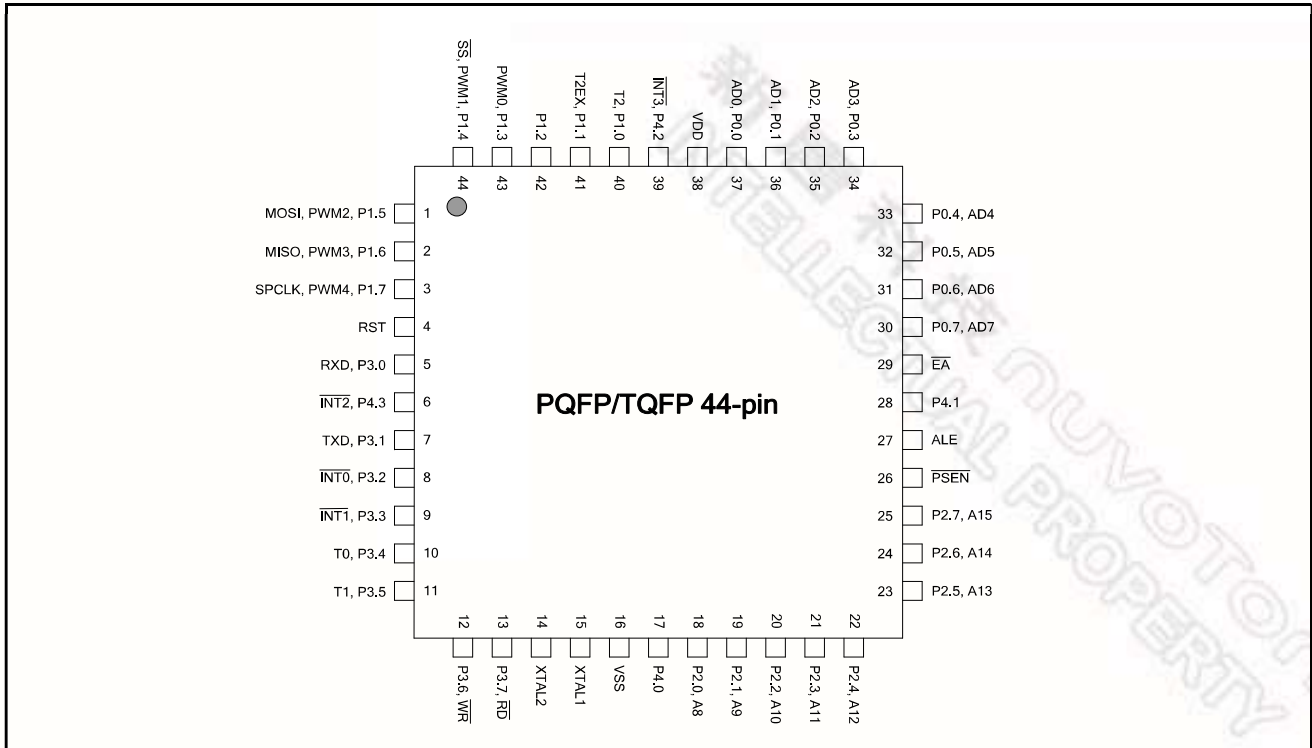 SS, PWM1, P1.4
PWM0, P1.3
P1.2
T2EX, P1.1
T2, P1.0
INT3, P4.2
VDD
AD0, P0.0
AD1, P0.1
AD2, P0.2
AD3, P0.3
44 43 42 41 40 39 38 37 36 35 34
MOSI, PWM2, P1.5 1
MISO, PWM3, P1.6 2
SPCLK, PWM4, P1.7 3
RST 4
RXD, P3.0 5
INT2, P4.3 6
TXD, P3.1 7
INT0, P3.2 8
INT1, P3.3 9
T0, P3.4 10
T1, P3.5 11
PQFP/TQFP 44-pin
33 P0.4, AD4
32 P0.5, AD5
31 P0.6, AD6
30 P0.7, AD7
29 EA
28 P4.1
27 ALE
26 PSEN
25 P2.7, A15
24 P2.6, A14
23 P2.5, A13
12 13 14 15 16 17 18 19 20 21 22
P3.6, WR
P3.7, RD
XTAL2
XTAL1
VSS
P4.0
P2.0, A8
P2.1, A9
P2.2, A10
P2.3, A11
P2.4, A12
新唐科技 nuvoTon
INTELLECTUAL PROPERTY